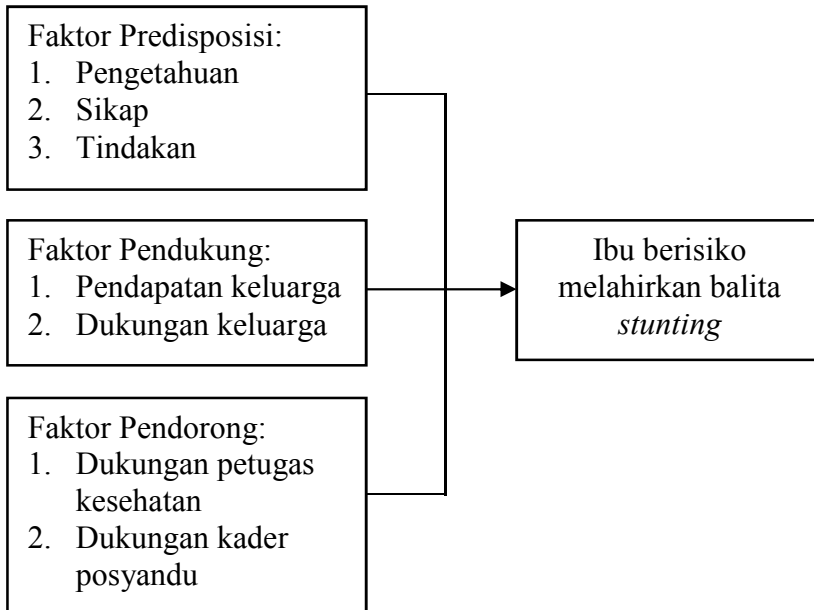 Faktor Predisposisi:
1. Pengetahuan
2. Sikap
3. Tindakan
Faktor Pendukung:
1. Pendapatan keluarga
2. Dukungan keluarga
Faktor Pendorong:
1. Dukungan petugas
kesehatan
2. Dukungan kader
posyandu
Ibu berisiko
melahirkan balita
stunting